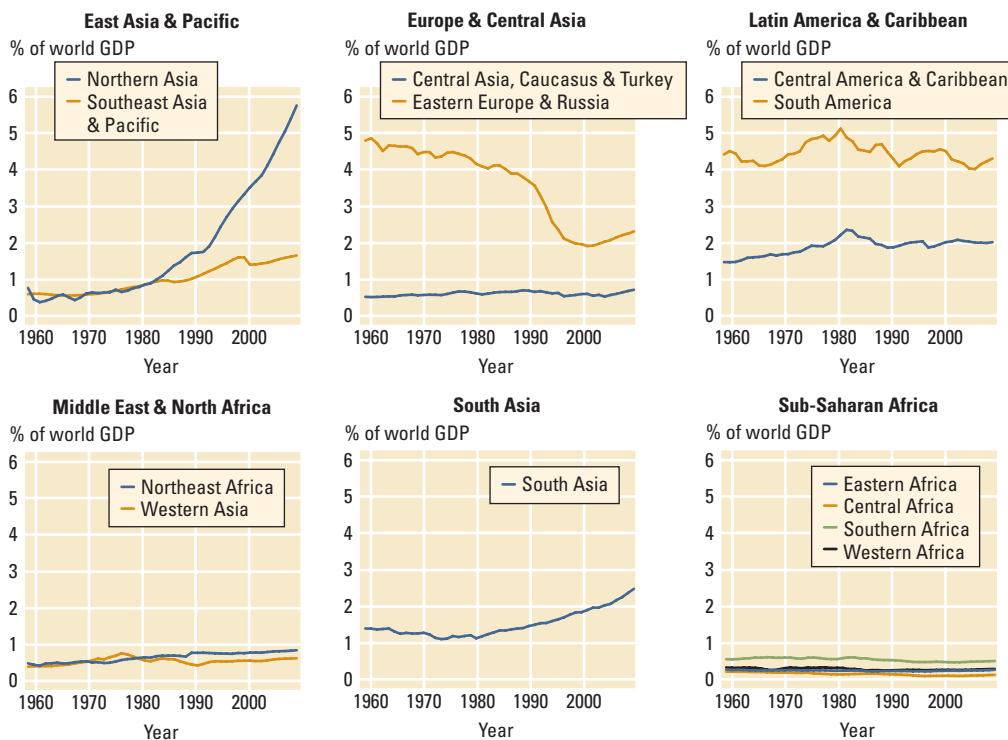 East Asia & Pacific
% of world GDP
Northern Asia
Southeast Asia
& Pacific
6
5
4
3
2
1
0
1960 1970 1980 1990 2000
Year
Europe & Central Asia
% of world GDP
Central Asia, Caucasus & Turkey
Eastern Europe & Russia
6
5
4
3
2
1
0
1960 1970 1980 1990 2000
Year
Latin America & Caribbean
% of world GDP
Central America & Caribbean
South America
6
5
4
3
2
1
0
1960 1970 1980 1990 2000
Year
Middle East & North Africa
% of world GDP
Northeast Africa
Western Asia
6
5
4
3
2
1
0
1960 1970 1980 1990 2000
Year
South Asia
% of world GDP
South Asia
6
5
4
3
2
1
0
1960 1970 1980 1990 2000
Year
Sub-Saharan Africa
% of world GDP
Eastern Africa
Central Africa
Southern Africa
Western Africa
6
5
4
3
2
1
0
1960 1970 1980 1990 2000
Year